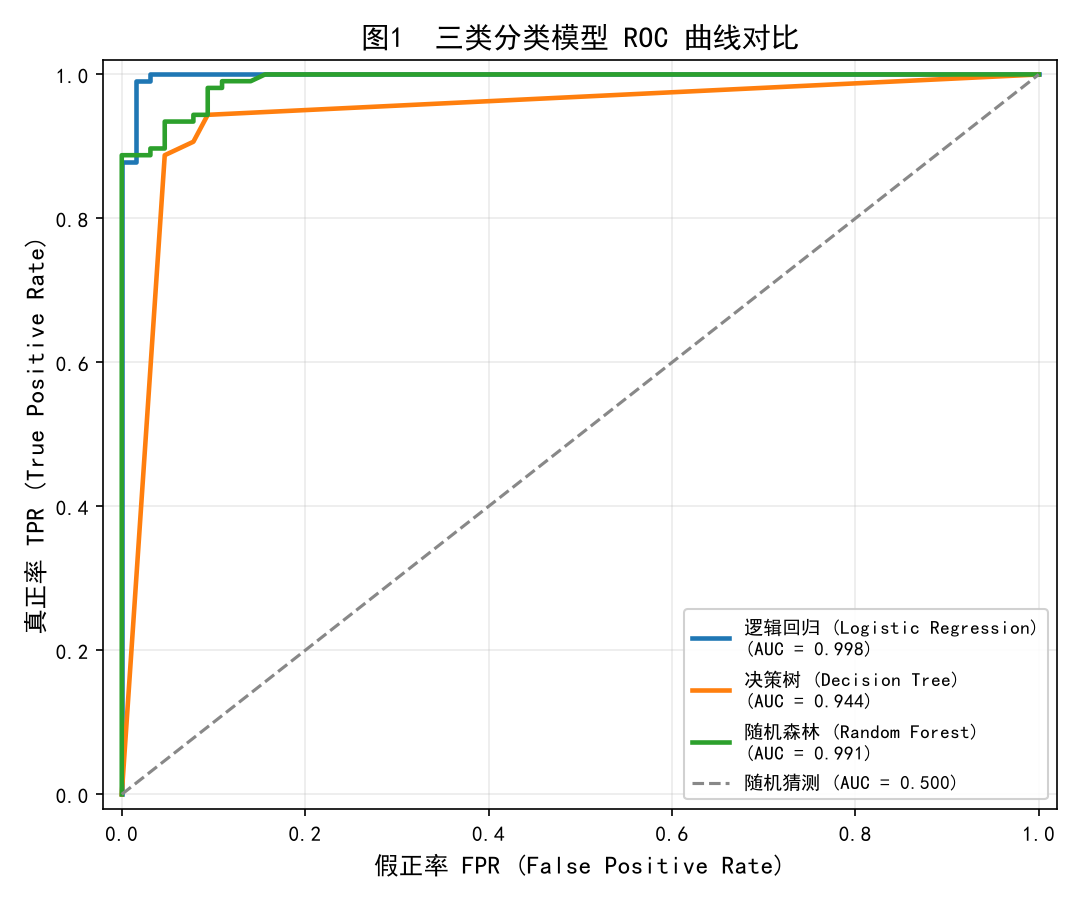 图1 三类分类模型 ROC 曲线对比
真正率 TPR (True Positive Rate)
1.0
0.8
0.6
0.4
0.2
0.0
逻辑回归 (Logistic Regression)
(AUC = 0.998)
决策树 (Decision Tree)
(AUC = 0.944)
随机森林 (Random Forest)
(AUC = 0.991)
随机猜测 (AUC = 0.500)
0.0 0.2 0.4 0.6 0.8 1.0
假正率 FPR (False Positive Rate)